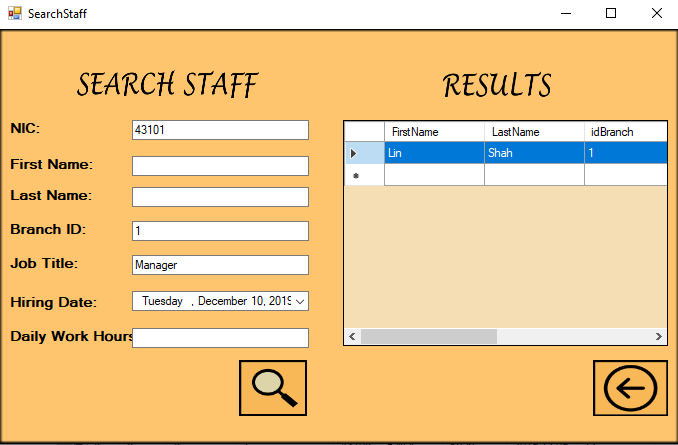 SearchStaff
SEARCH STAFF
NIC: 43101
First Name:
Last Name:
Branch ID: 1
Job Title: Manager
Hiring Date: Tuesday , December 10, 2019
Daily Work Hours
RESULTS
FirstName LastName idBranch
Lin Shah 1